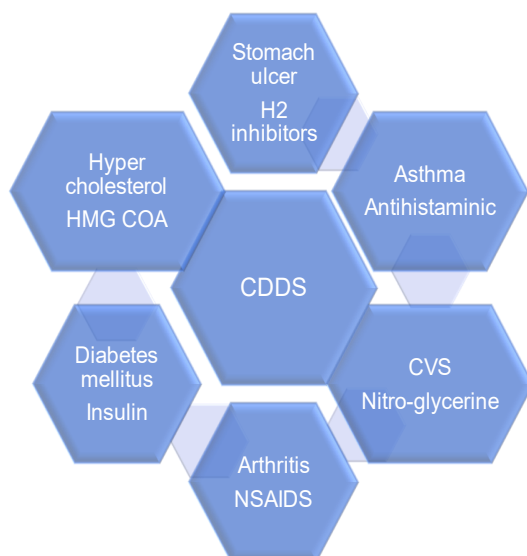 Stomach
ulcer
H2
inhibitors
Asthma
Antihistaminic
CVS
Nitro-glycerine
Arthritis
NSAIDS
Diabetes
mellitus
Insulin
Hyper
cholesterol
HMG COA
CDDS